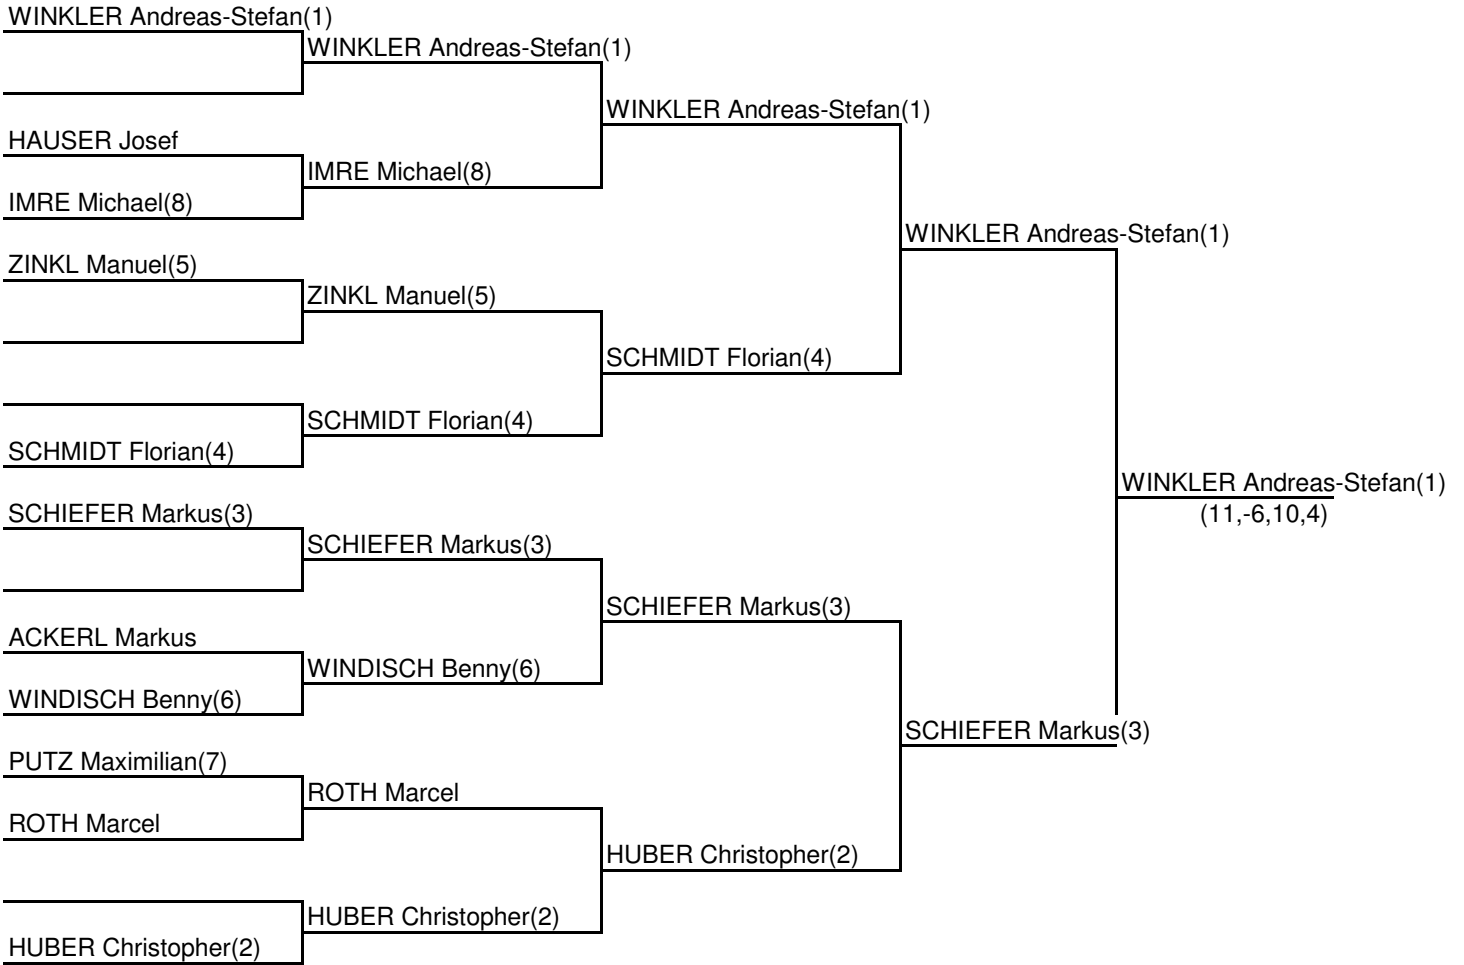 WINKLER Andreas-Stefan(1)
WINKLER Andreas-Stefan(1)
WINKLER Andreas-Stefan(1)
HAUSER Josef
IMRE Michael(8)
IMRE Michael(8)
WINKLER Andreas-Stefan(1)
ZINKL Manuel(5)
ZINKL Manuel(5)
SCHMIDT Florian(4)
SCHMIDT Florian(4)
SCHMIDT Florian(4)
WINKLER Andreas-Stefan(1)
(11,-6,10,4)
SCHIEFER Markus(3)
SCHIEFER Markus(3)
SCHIEFER Markus(3)
ACKERL Markus
WINDISCH Benny(6)
WINDISCH Benny(6)
SCHIEFER Markus(3)
PUTZ Maximilian(7)
ROTH Marcel
ROTH Marcel
HUBER Christopher(2)
HUBER Christopher(2)
HUBER Christopher(2)